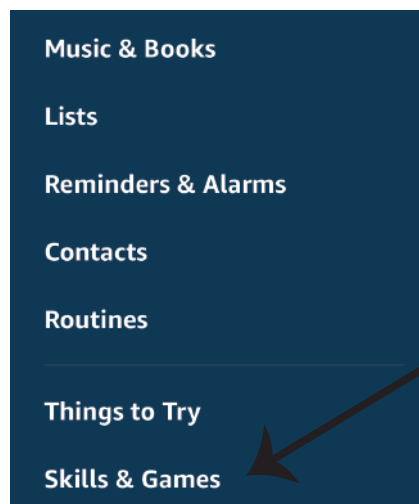 Music & Books
Lists
Reminders & Alarms
Contacts
Routines
Things to Try
Skills & Games